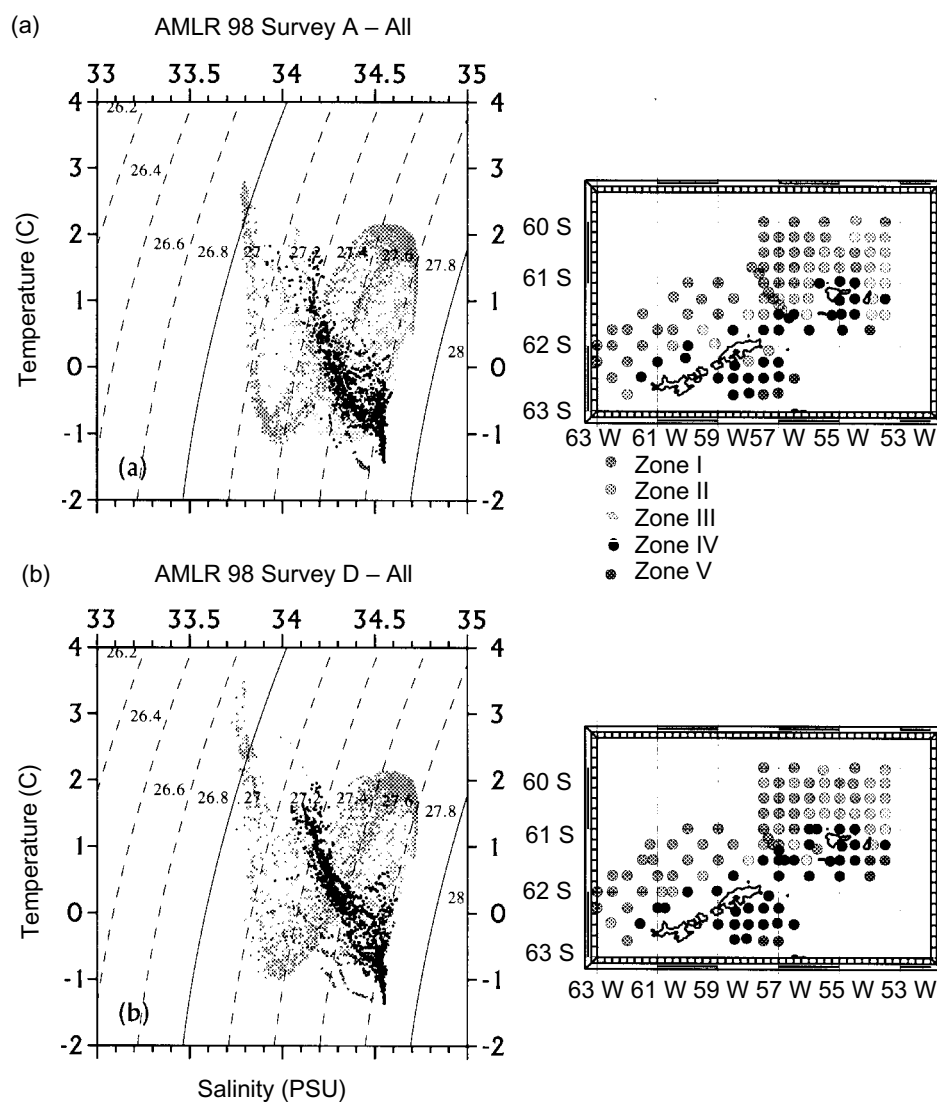 (a)
AMLR 98 Survey A – All
33 33.5 34 34.5 35
4 3 2 1 0 -1 -2
Temperature (C)
26.2
26.4
26.6 26.8 27 27.2 27.4 27.6 27.8
28
(a)
4 3 2 1 0 -1 -2
60 S
61 S
62 S
63 S
63 W 61 W 59 W 57 W 55 W 53 W
Zone I
Zone II
Zone III
Zone IV
Zone V
(b)
AMLR 98 Survey D – All
33 33.5 34 34.5 35
4 3 2 1 0 -1 -2
Temperature (C)
26.2
26.4
26.6 26.8 27 27.2 27.4 27.6 27.8
28
(b)
4 3 2 1 0 -1 -2
Salinity (PSU)
60 S
61 S
62 S
63 S
63 W 61 W 59 W 57 W 55 W 53 W